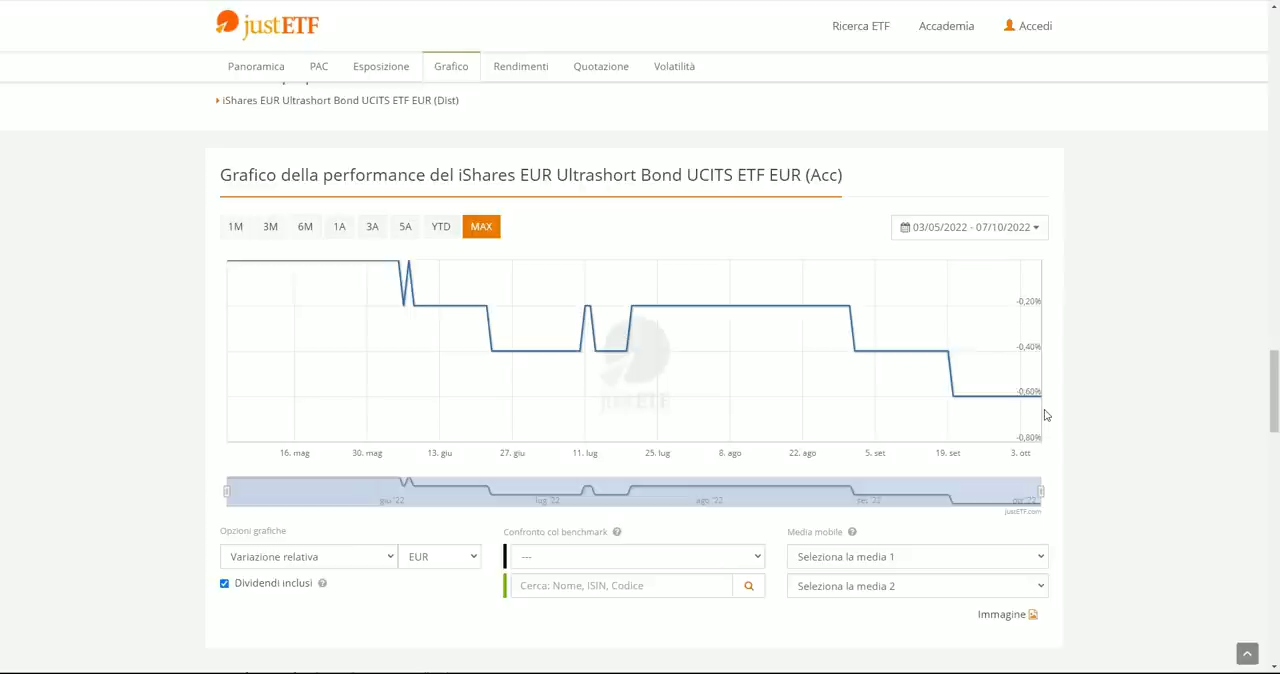 justETF
Ricerca ETF Accademia Accedi
Panoramica PAC Esposizione Grafico Rendimenti Quotazione Volatilità
iShares EUR Ultrashort Bond UCITS ETF EUR (Dist)
Grafico della performance del iShares EUR Ultrashort Bond UCITS ETF EUR (Acc)
1M 3M 6M 1A 3A 5A YTD MAX 03/05/2022 - 07/10/2022
-0,20%
-0,40%
-0,60%
-0,80%
justETF
16. mag 30. mag 13. giu 27. giu 11. lug 25. lug 8. ago 22. ago 5. set 19. set 3. ott
giu '22 lug '22 ago '22 set '22 ott '22
justETF.com
Opzioni grafiche Confronto col benchmark Media mobile
Variazione relativa EUR --- Seleziona la media 1
Dividendi inclusi Cerca: Nome, ISIN, Codice Seleziona la media 2
Immagine